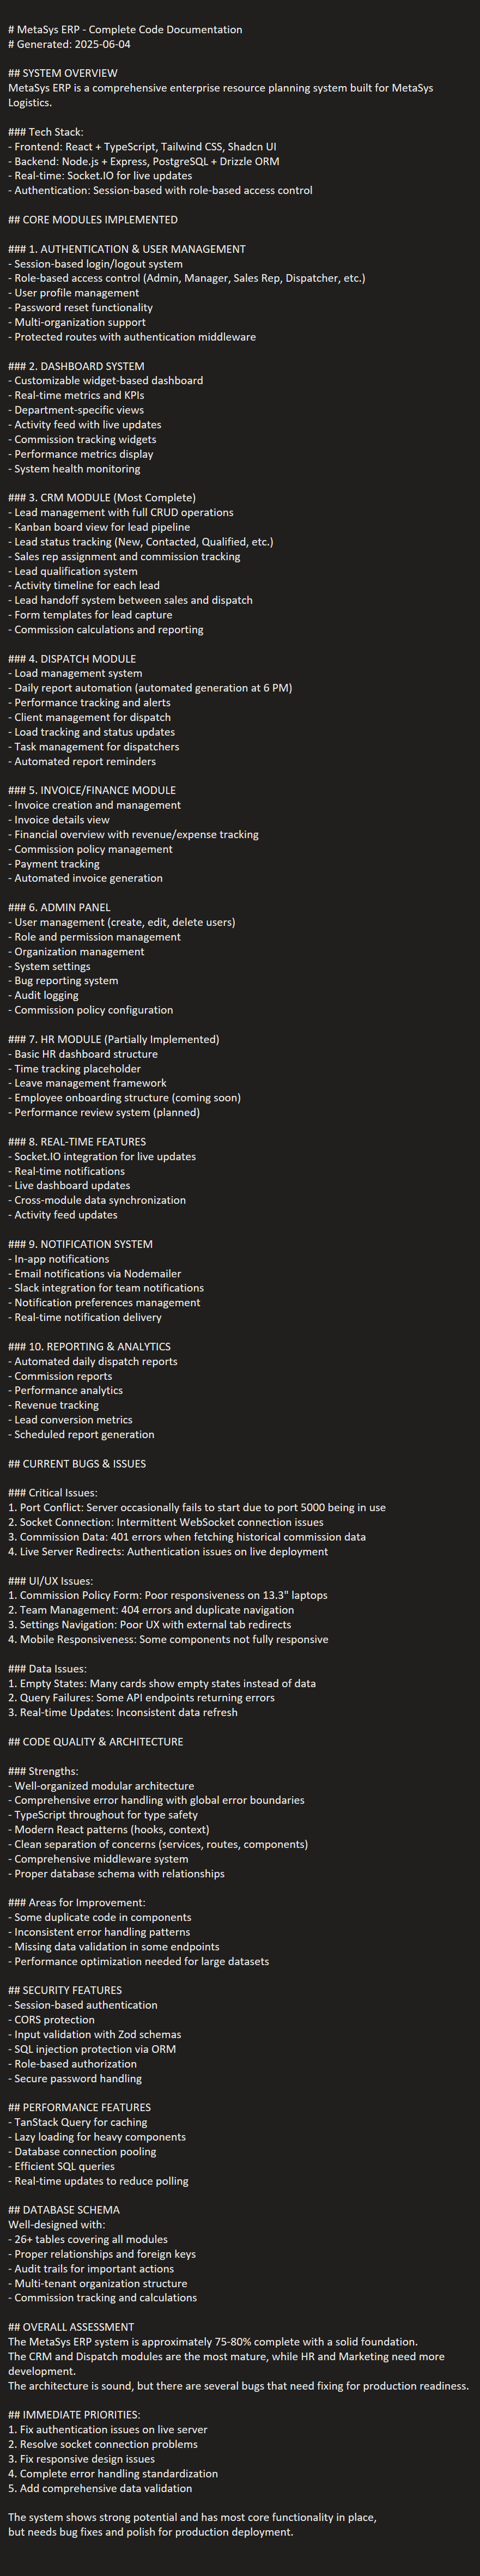 # MetaSys ERP - Complete Code Documentation
# Generated: 2025-06-04
## SYSTEM OVERVIEW
MetaSys ERP is a comprehensive enterprise resource planning system built for MetaSys
Logistics.
### Tech Stack:
- Frontend: React + TypeScript, Tailwind CSS, Shadcn UI
- Backend: Node.js + Express, PostgreSQL + Drizzle ORM
- Real-time: Socket.IO for live updates
- Authentication: Session-based with role-based access control
## CORE MODULES IMPLEMENTED
### 1. AUTHENTICATION & USER MANAGEMENT
- Session-based login/logout system
- Role-based access control (Admin, Manager, Sales Rep, Dispatcher, etc.)
- User profile management
- Password reset functionality
- Multi-organization support
- Protected routes with authentication middleware
### 2. DASHBOARD SYSTEM
- Customizable widget-based dashboard
- Real-time metrics and KPIs
- Department-specific views
- Activity feed with live updates
- Commission tracking widgets
- Performance metrics display
- System health monitoring
### 3. CRM MODULE (Most Complete)
- Lead management with full CRUD operations
- Kanban board view for lead pipeline
- Lead status tracking (New, Contacted, Qualified, etc.)
- Sales rep assignment and commission tracking
- Lead qualification system
- Activity timeline for each lead
- Lead handoff system between sales and dispatch
- Form templates for lead capture
- Commission calculations and reporting
### 4. DISPATCH MODULE
- Load management system
- Daily report automation (automated generation at 6 PM)
- Performance tracking and alerts
- Client management for dispatch
- Load tracking and status updates
- Task management for dispatchers
- Automated report reminders
### 5. INVOICE/FINANCE MODULE
- Invoice creation and management
- Invoice details view
- Financial overview with revenue/expense tracking
- Commission policy management
- Payment tracking
- Automated invoice generation
### 6. ADMIN PANEL
- User management (create, edit, delete users)
- Role and permission management
- Organization management
- System settings
- Bug reporting system
- Audit logging
- Commission policy configuration
### 7. HR MODULE (Partially Implemented)
- Basic HR dashboard structure
- Time tracking placeholder
- Leave management framework
- Employee onboarding structure (coming soon)
- Performance review system (planned)
### 8. REAL-TIME FEATURES
- Socket.IO integration for live updates
- Real-time notifications
- Live dashboard updates
- Cross-module data synchronization
- Activity feed updates
### 9. NOTIFICATION SYSTEM
- In-app notifications
- Email notifications via Nodemailer
- Slack integration for team notifications
- Notification preferences management
- Real-time notification delivery
### 10. REPORTING & ANALYTICS
- Automated daily dispatch reports
- Commission reports
- Performance analytics
- Revenue tracking
- Lead conversion metrics
- Scheduled report generation
## CURRENT BUGS & ISSUES
### Critical Issues:
1. Port Conflict: Server occasionally fails to start due to port 5000 being in use
2. Socket Connection: Intermittent WebSocket connection issues
3. Commission Data: 401 errors when fetching historical commission data
4. Live Server Redirects: Authentication issues on live deployment
### UI/UX Issues:
1. Commission Policy Form: Poor responsiveness on 13.3" laptops
2. Team Management: 404 errors and duplicate navigation
3. Settings Navigation: Poor UX with external tab redirects
4. Mobile Responsiveness: Some components not fully responsive
### Data Issues:
1. Empty States: Many cards show empty states instead of data
2. Query Failures: Some API endpoints returning errors
3. Real-time Updates: Inconsistent data refresh
## CODE QUALITY & ARCHITECTURE
### Strengths:
- Well-organized modular architecture
- Comprehensive error handling with global error boundaries
- TypeScript throughout for type safety
- Modern React patterns (hooks, context)
- Clean separation of concerns (services, routes, components)
- Comprehensive middleware system
- Proper database schema with relationships
### Areas for Improvement:
- Some duplicate code in components
- Inconsistent error handling patterns
- Missing data validation in some endpoints
- Performance optimization needed for large datasets
## SECURITY FEATURES
- Session-based authentication
- CORS protection
- Input validation with Zod schemas
- SQL injection protection via ORM
- Role-based authorization
- Secure password handling
## PERFORMANCE FEATURES
- TanStack Query for caching
- Lazy loading for heavy components
- Database connection pooling
- Efficient SQL queries
- Real-time updates to reduce polling
## DATABASE SCHEMA
Well-designed with:
- 26+ tables covering all modules
- Proper relationships and foreign keys
- Audit trails for important actions
- Multi-tenant organization structure
- Commission tracking and calculations
## OVERALL ASSESSMENT
The MetaSys ERP system is approximately 75-80% complete with a solid foundation.
The CRM and Dispatch modules are the most mature, while HR and Marketing need more
development.
The architecture is sound, but there are several bugs that need fixing for production readiness.
## IMMEDIATE PRIORITIES:
1. Fix authentication issues on live server
2. Resolve socket connection problems
3. Fix responsive design issues
4. Complete error handling standardization
5. Add comprehensive data validation
The system shows strong potential and has most core functionality in place,
but needs bug fixes and polish for production deployment.